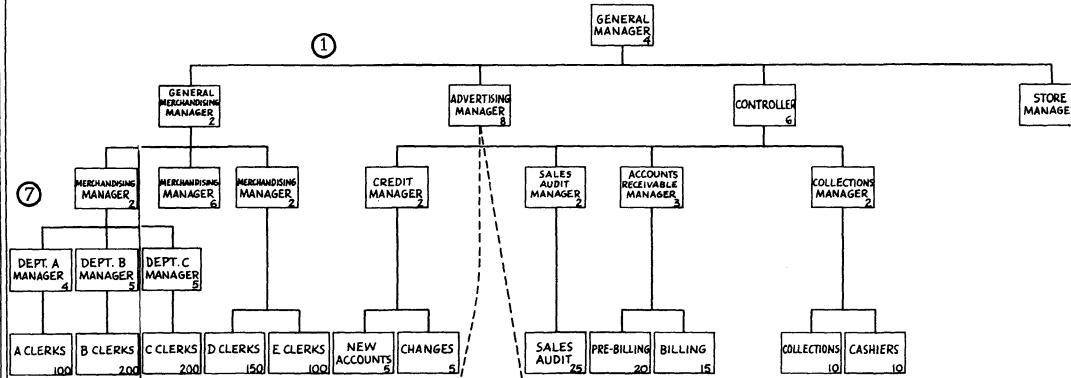 GENERAL
MANAGER
4
1
GENERAL
MERCHANDISING
MANAGER
2
ADVERTISING
MANAGER
8
CONTROLLER
6
STORE
MANAGE
7
MERCHANDISING
MANAGER
2
MERCHANDISING
MANAGER
6
MERCHANDISING
MANAGER
2
CREDIT
MANAGER
2
SALES
AUDIT
MANAGER
2
ACCOUNTS
RECEIVABLE
MANAGER
3
COLLECTIONS
MANAGER
2
DEPT. A
MANAGER
4
DEPT. B
MANAGER
5
DEPT. C
MANAGER
5
A CLERKS
100
B CLERKS
200
C CLERKS
200
D CLERKS
150
E CLERKS
100
NEW
ACCOUNTS
5
CHANGES
5
SALES
AUDIT
25
PRE-BILLING
20
BILLING
15
COLLECTIONS
10
CASHIERS
10